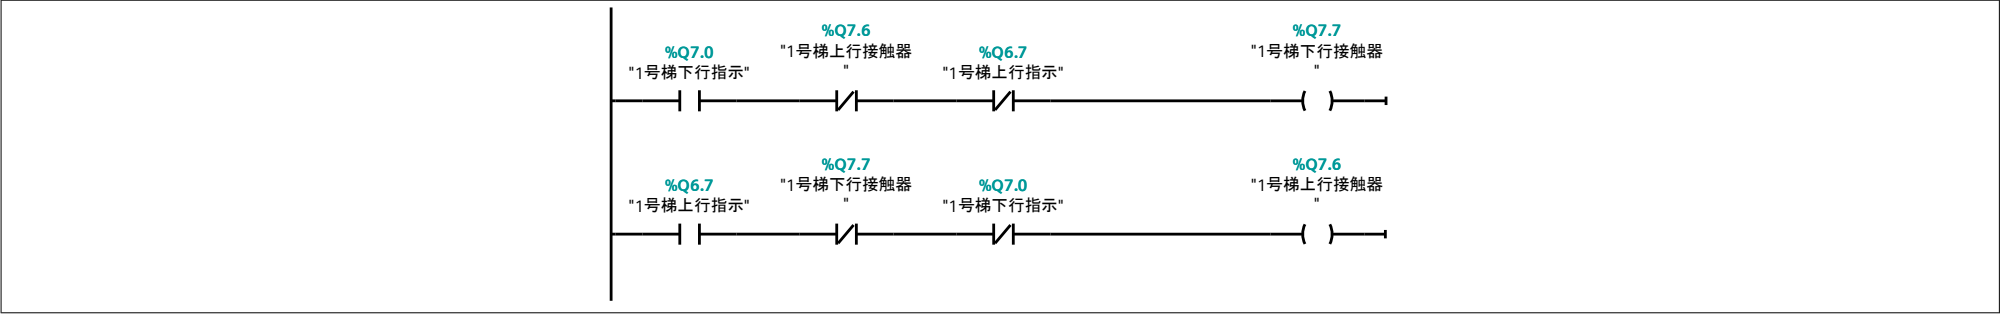 %Q7.0
"1号梯下行指示"
%Q7.6
"1号梯上行接触器
"
%Q6.7
"1号梯上行指示"
%Q7.7
"1号梯下行接触器
"
%Q6.7
"1号梯上行指示"
%Q7.7
"1号梯下行接触器
"
%Q7.0
"1号梯下行指示"
%Q7.6
"1号梯上行接触器
"